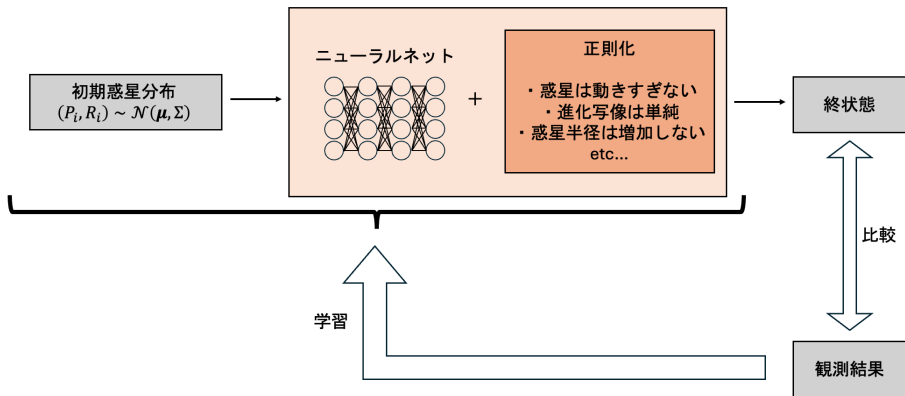 初期惑星分布
(P_i, R_i) ~ 𝒩(μ, Σ)
ニューラルネット
+
正則化
・惑星は動きすぎない
・進化写像は単純
・惑星半径は増加しない
etc...
終状態
比較
学習
観測結果